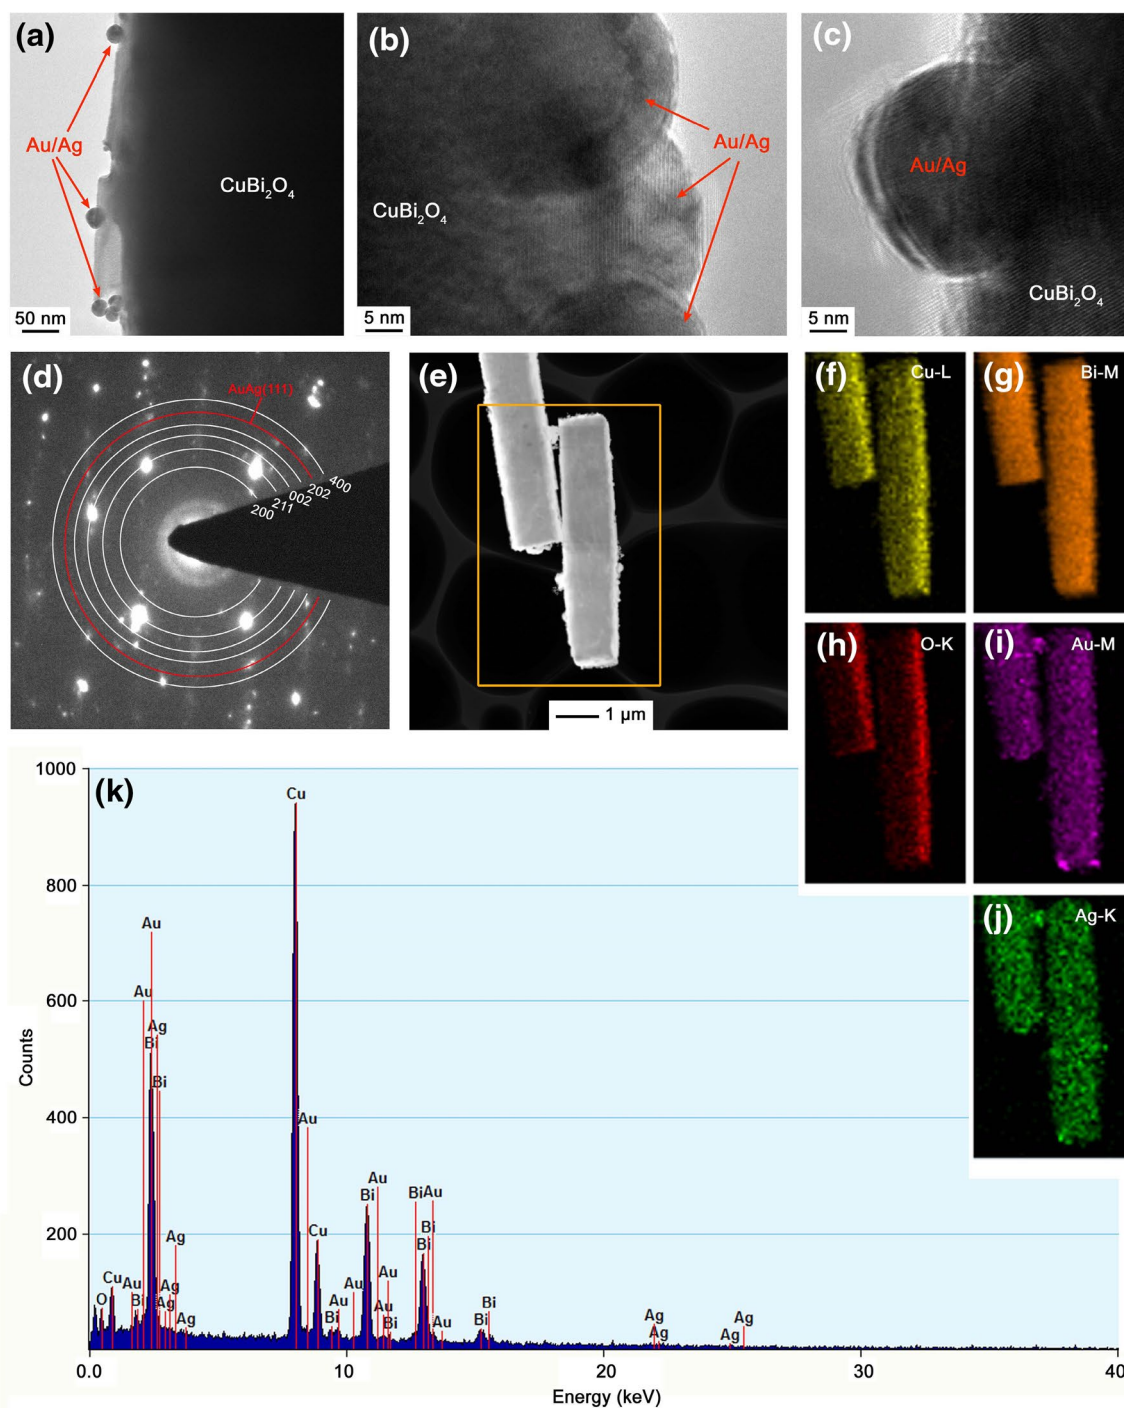 (a)
Au/Ag
CuBi₂O₄
50 nm
(b)
Au/Ag
CuBi₂O₄
5 nm
(c)
Au/Ag
CuBi₂O₄
5 nm
(d)
AuAg(111)
400
202
002
211
200
(e)
1 µm
(f)
Cu-L
(g)
Bi-M
(h)
O-K
(i)
Au-M
(j)
Ag-K
(k)
1000
800
600
400
200
Counts
Cu
Au
Au
Ag
Bi
Bi
Au
Ag
Cu
Au
Bi
Au
Bi
Au
Bi
Bi
Cu
O
Au
Bi
Ag
Ag
Ag
Bi
Au
Au
Au
Au
Bi
Au
Bi
Bi
Ag
Ag
Ag
Ag
0.0
10
20
30
40
Energy (keV)